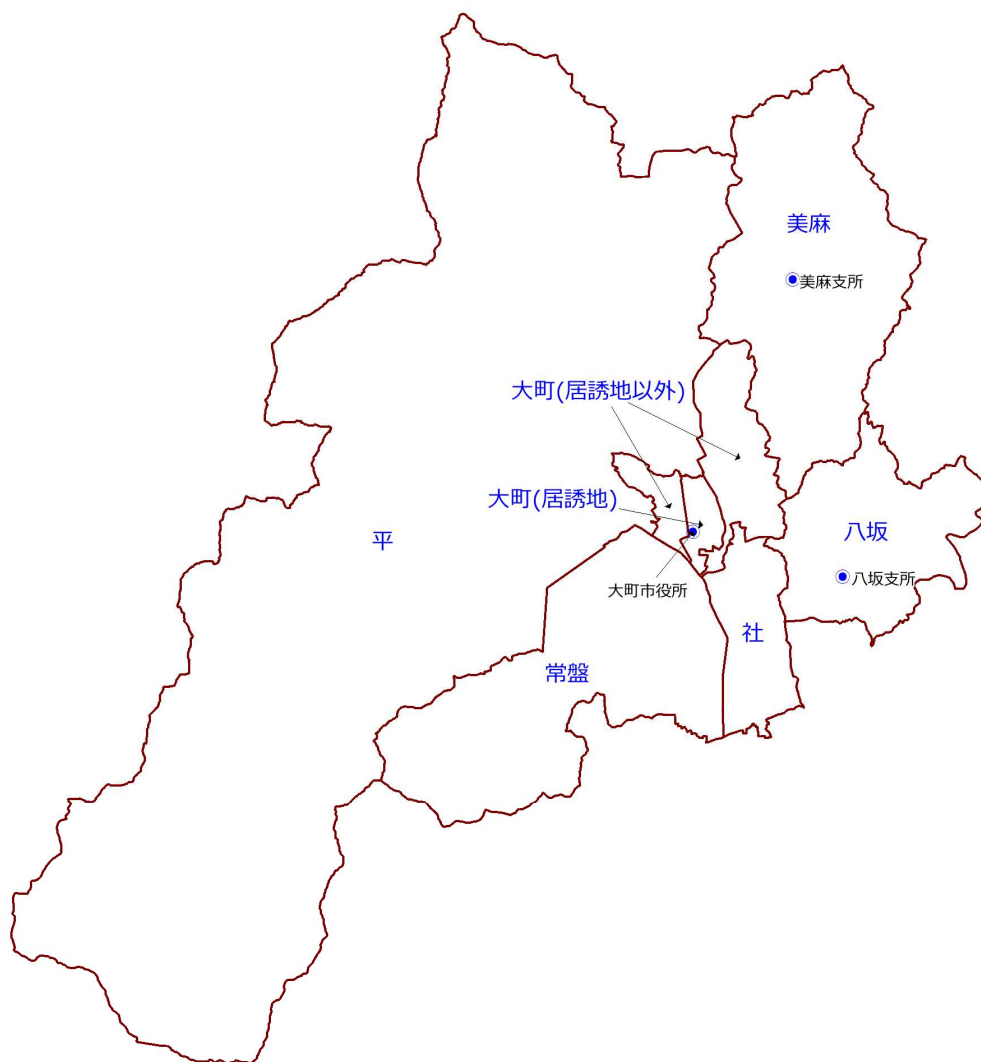 美麻
美麻支所
大町(居誘地以外)
大町(居誘地)
平
八坂
八坂支所
大町市役所
社
常盤